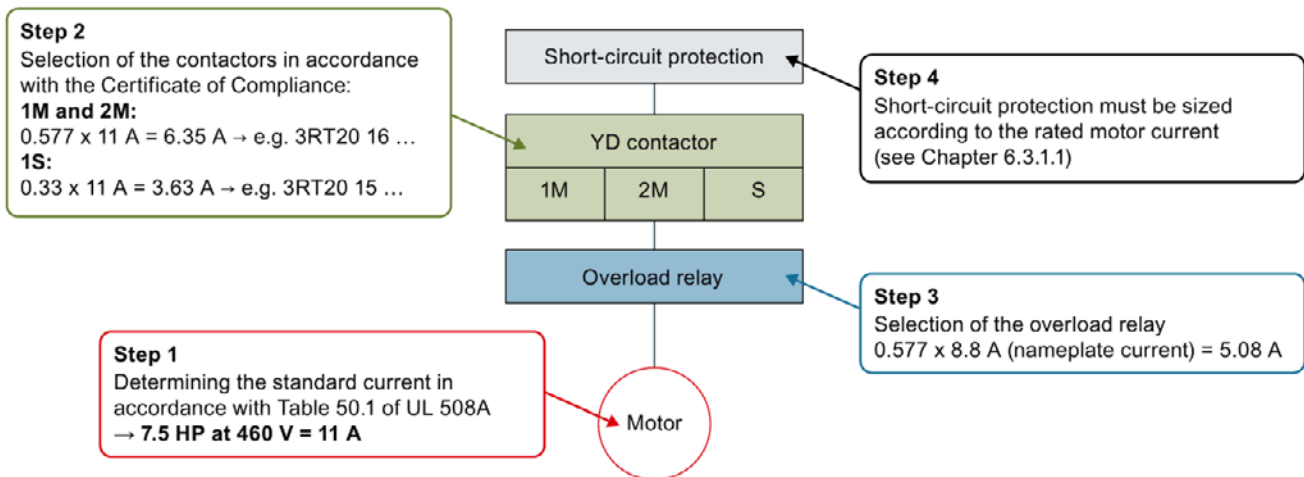 Step 2
Selection of the contactors in accordance
with the Certificate of Compliance:
1M and 2M:
0.577 x 11 A = 6.35 A → e.g. 3RT20 16 …
1S:
0.33 x 11 A = 3.63 A → e.g. 3RT20 15 …
Short-circuit protection
Step 4
Short-circuit protection must be sized
according to the rated motor current
(see Chapter 6.3.1.1)
YD contactor
1M 2M S
Overload relay
Step 3
Selection of the overload relay
0.577 x 8.8 A (nameplate current) = 5.08 A
Step 1
Determining the standard current in
accordance with Table 50.1 of UL 508A
→ 7.5 HP at 460 V = 11 A
Motor